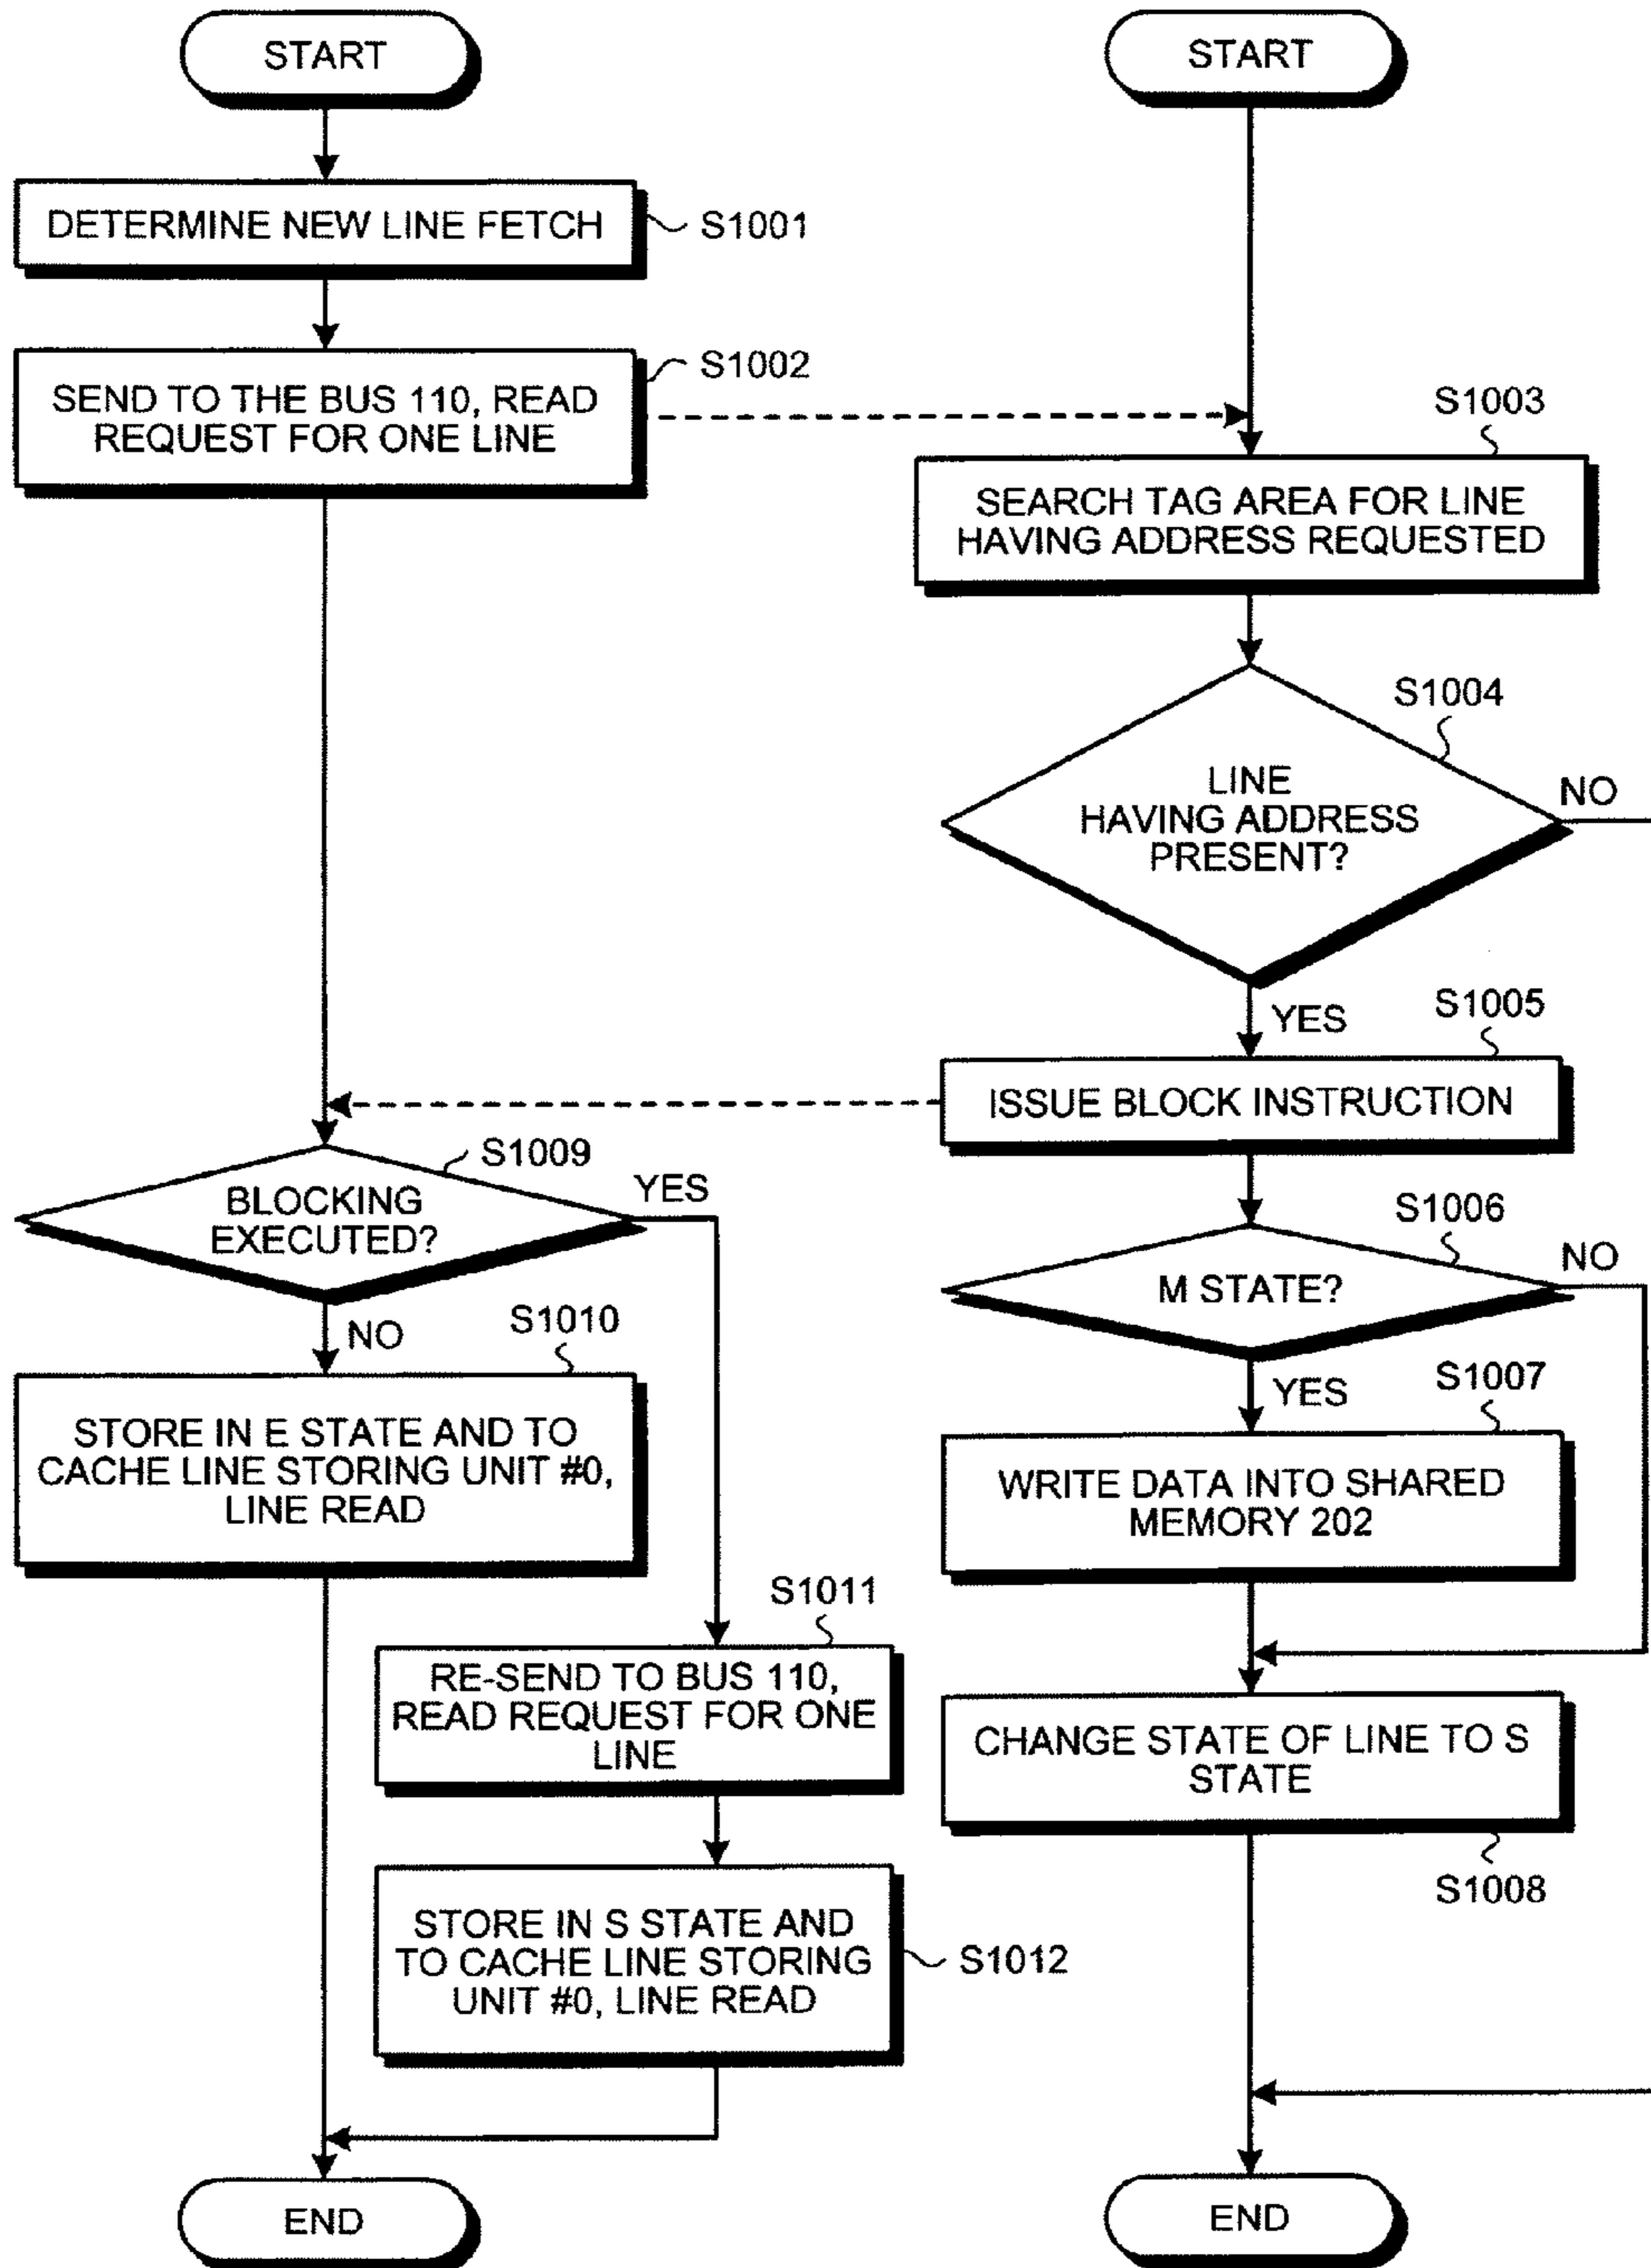 START
DETERMINE NEW LINE FETCH
S1001
SEND TO THE BUS 110, READ
REQUEST FOR ONE LINE
S1002
BLOCKING
EXECUTED?
S1009
YES
NO
S1010
STORE IN E STATE AND TO
CACHE LINE STORING UNIT #0,
LINE READ
S1011
RE-SEND TO BUS 110,
READ REQUEST FOR ONE
LINE
STORE IN S STATE AND
TO CACHE LINE STORING
UNIT #0, LINE READ
S1012
END
START
S1003
SEARCH TAG AREA FOR LINE
HAVING ADDRESS REQUESTED
S1004
LINE
HAVING ADDRESS
PRESENT?
NO
YES
S1005
ISSUE BLOCK INSTRUCTION
S1006
M STATE?
NO
YES
S1007
WRITE DATA INTO SHARED
MEMORY 202
CHANGE STATE OF LINE TO S
STATE
S1008
END